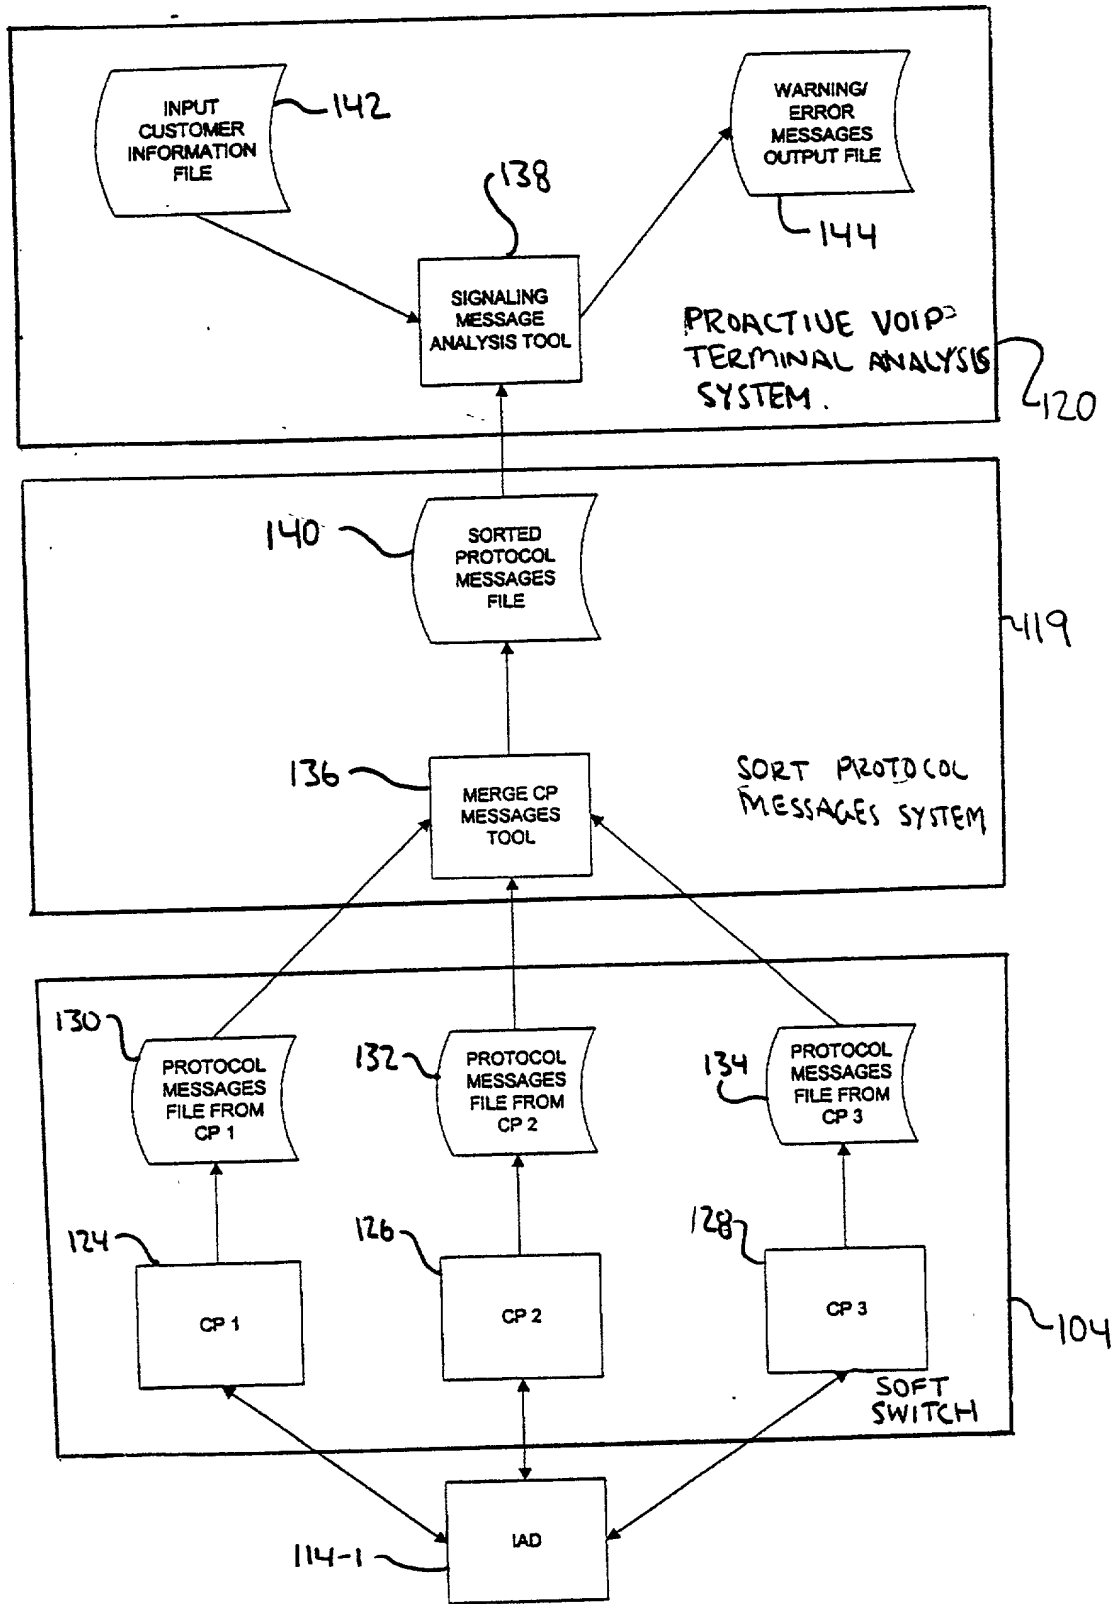 INPUT
CUSTOMER
INFORMATION
FILE
142
WARNING/
ERROR
MESSAGES
OUTPUT FILE
144
138
SIGNALING
MESSAGE
ANALYSIS TOOL
PROACTIVE VOIP
TERMINAL ANALYSIS
SYSTEM.
120
140
SORTED
PROTOCOL
MESSAGES
FILE
119
136
MERGE CP
MESSAGES
TOOL
SORT PROTOCOL
MESSAGES SYSTEM
130
PROTOCOL
MESSAGES
FILE FROM
CP 1
132
PROTOCOL
MESSAGES
FILE FROM
CP 2
134
PROTOCOL
MESSAGES
FILE FROM
CP 3
124
CP 1
126
CP 2
128
CP 3
104
SOFT
SWITCH
IAD
114-1